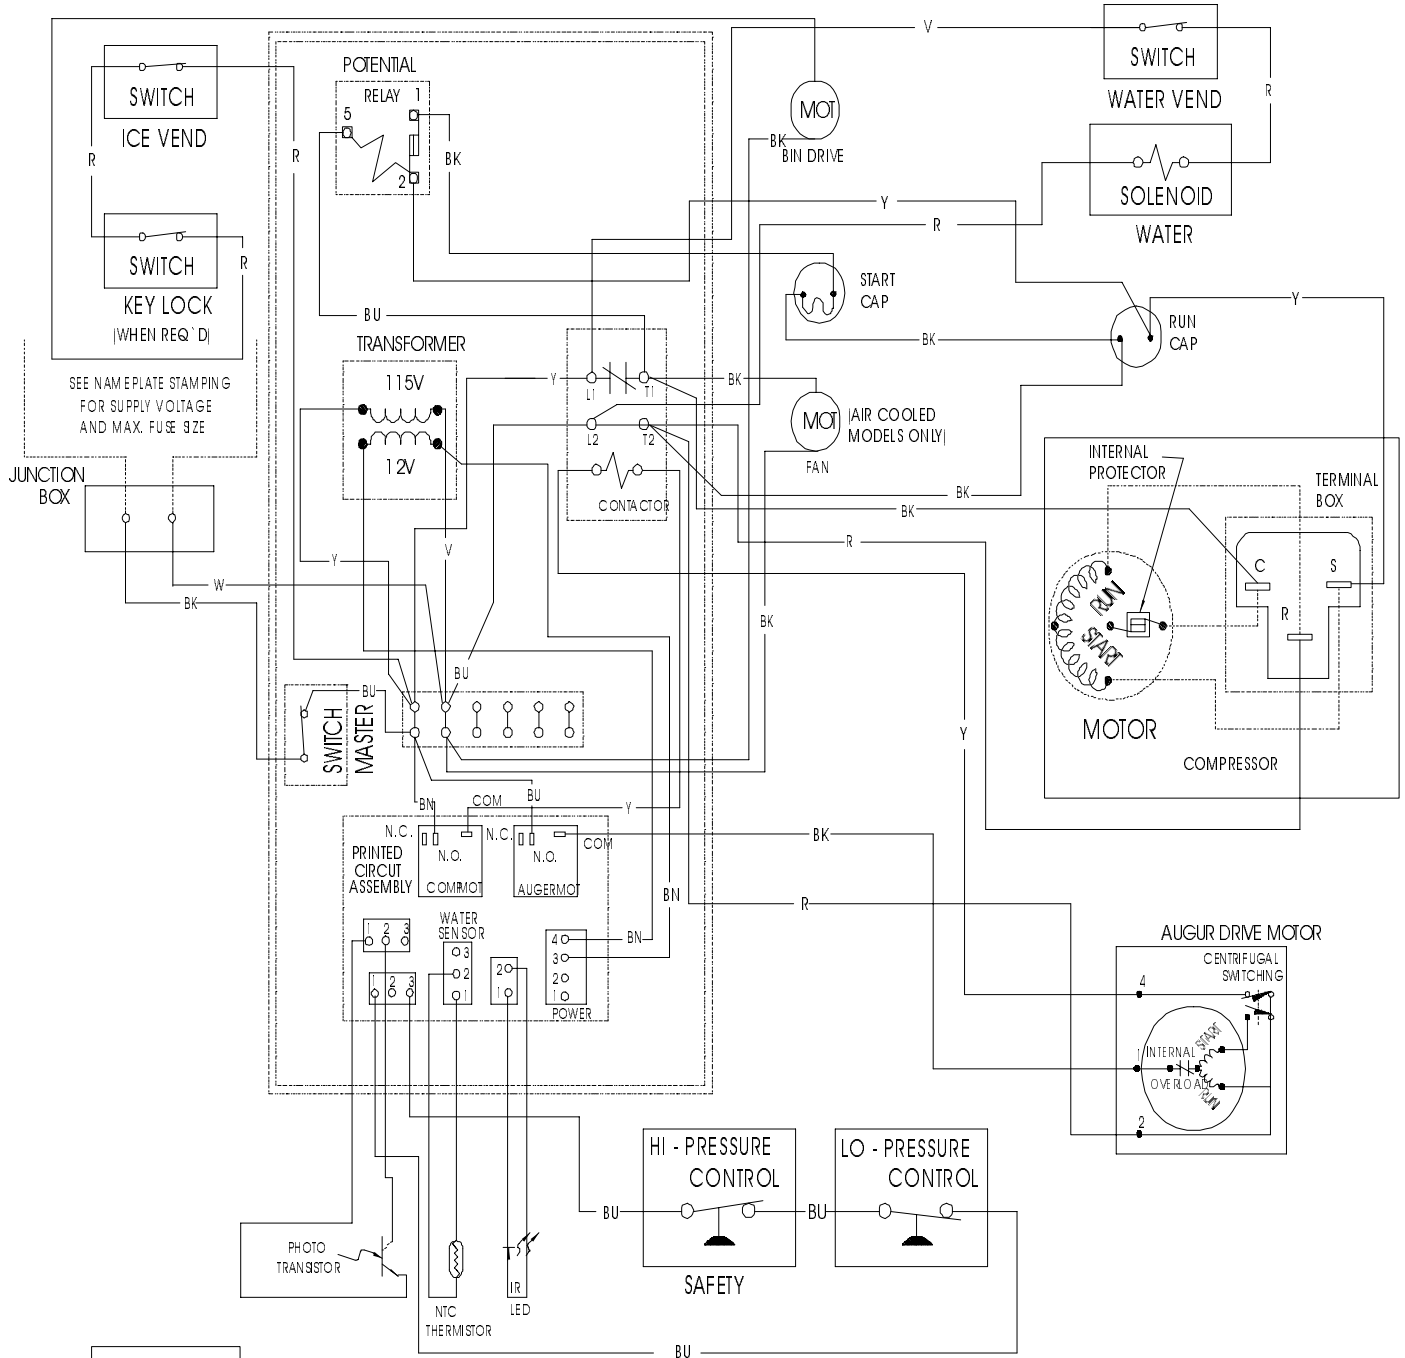 V
SWITCH
WATER VEND
R
SWITCH
ICE VEND
R
R
POTENTIAL
RELAY
1
5
2
BK
MOT
BK
BIN DRIVE
SOLENOID
WATER
Y
R
SWITCH
KEY LOCK
(WHEN REQ`D)
R
START
CAP
BU
BK
Y
RUN
CAP
TRANSFORMER
115V
12V
SEE NAMEPLATE STAMPING
FOR SUPPLY VOLTAGE
AND MAX. FUSE SIZE
Y
L1
T1
BK
L2
T2
CONTACTOR
MOT
(AIR COOLED
MODELS ONLY)
FAN
JUNCTION
BOX
INTERNAL
PROTECTOR
TERMINAL
BOX
BK
BK
R
V
Y
W
BK
BK
C
S
R
RUN
START
MOTOR
COMPRESSOR
BU
BU
SWITCH
MASTER
Y
BN
COM
BU
Y
N.C.
N.O.
COMPMOT
N.C.
N.O.
COM
AUGERMOT
BK
PRINTED
CIRCUT
ASSEMBLY
BN
R
WATER
SENSOR
1 2 3
1 2 3
3
2
1
2
1
4
3
2
1
BN
POWER
AUGUR DRIVE MOTOR
CENTRIFUGAL
SWITCHING
4
1
2
START
INTERNAL
OVERLOAD
RUN
HI - PRESSURE
CONTROL
LO - PRESSURE
CONTROL
BU
BU
SAFETY
PHOTO
TRANSISTOR
NTC
THERMISTOR
IR
LED
BU